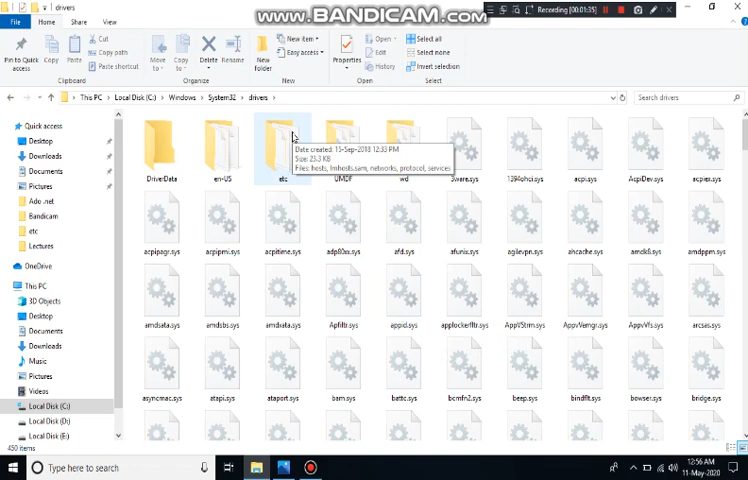 drivers
WWW.BANDICAM.COM
Recording [00:01:35]
File
Home
Share
View
Pin to Quick access
Copy
Paste
Cut
Copy path
Paste shortcut
Clipboard
Move to
Copy to
Delete
Rename
Organize
New folder
New item
Easy access
New
Properties
Open
Edit
History
Open
Select all
Select none
This PC > Local Disk (C:) > Windows > System32 > drivers >
Search drivers
Quick access
Desktop
Downloads
Documents
Pictures
Ado .net
Bandicam
etc
Lectures
OneDrive
This PC
3D Objects
Desktop
Documents
Downloads
Music
Pictures
Videos
Local Disk (C:)
Local Disk (D:)
Local Disk (E:)
DriverData
en-US
etc
UMDF
wd
3ware.sys
1394ohci.sys
acpi.sys
AcpiDev.sys
acpiex.sys
Date created: 15-Sep-2018 12:33 PM
Size: 23.3 KB
Files: hosts, lmhosts.sam, networks, protocol, services
acpipagr.sys
acpipmi.sys
acpitime.sys
adp80xx.sys
afd.sys
afunix.sys
agilevpn.sys
ahcache.sys
amdk8.sys
amdppm.sys
amdsata.sys
amdsbs.sys
amdxata.sys
Apfiltr.sys
appid.sys
applockerfltr.sys
AppVStrm.sys
AppvVemgr.sys
AppvVfs.sys
arcsas.sys
asyncmac.sys
atapi.sys
ataport.sys
bam.sys
battc.sys
bcmfn2.sys
beep.sys
bindflt.sys
bowser.sys
bridge.sys
450 items
Type here to search
12:56 AM
11-May-2020